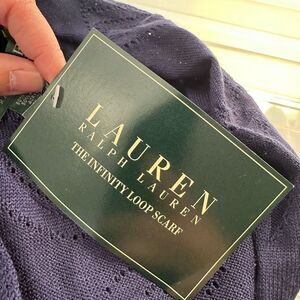 LAUREN
RALPH LAUREN
THE INFINITY LOOP SCARF